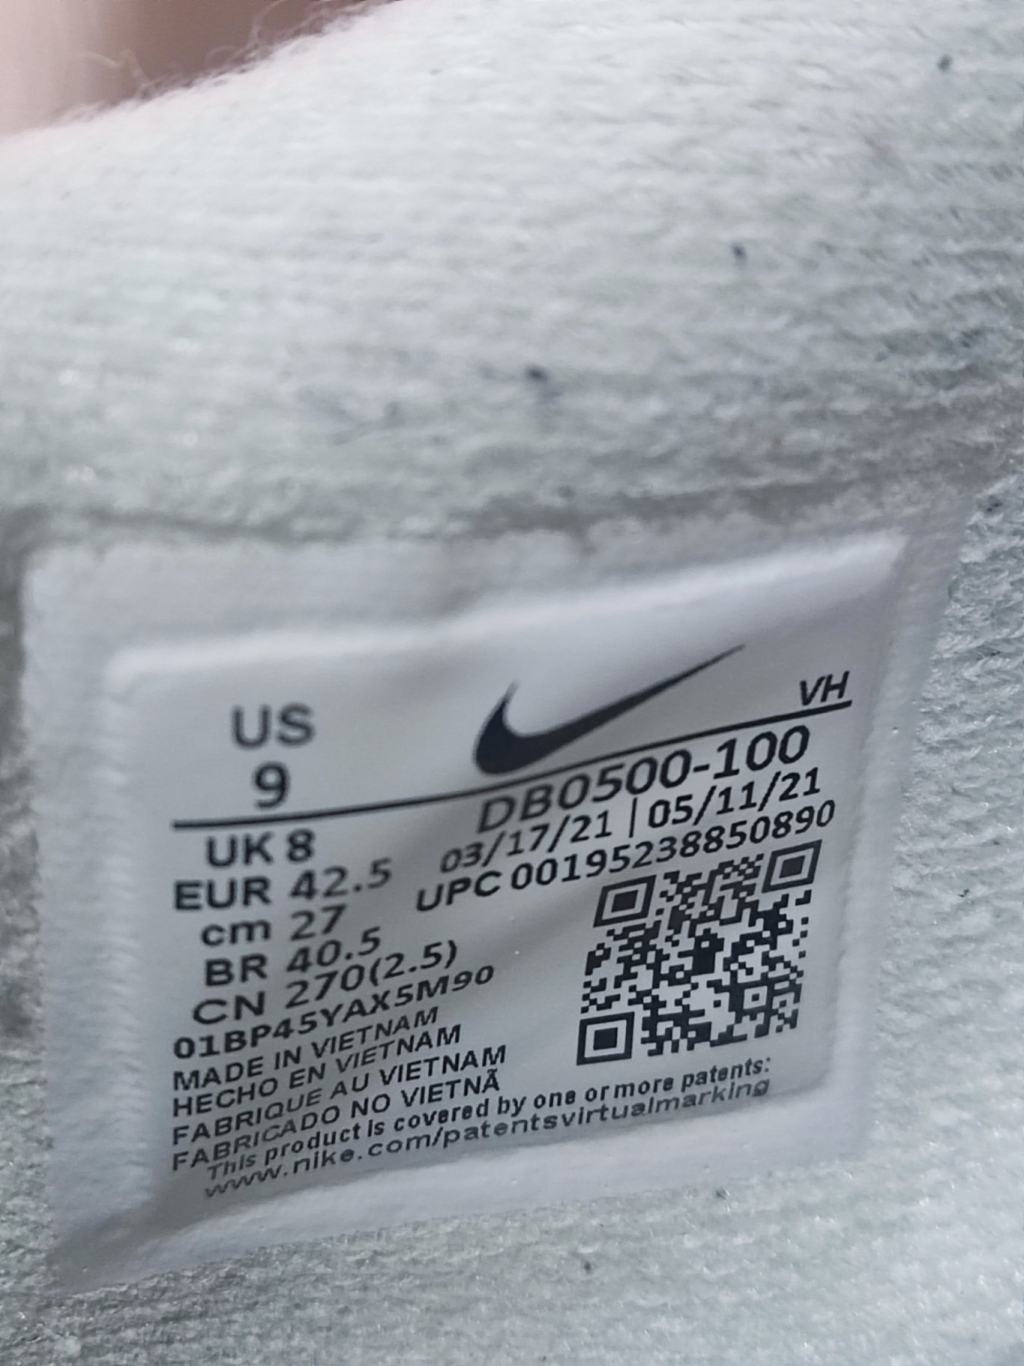 US
9
VH
UK 8
EUR 42.5
cm 27
BR 40.5
CN 270(2.5)
DB0500-100
03/17/21 | 05/11/21
UPC 00195238850890
01BP45YAX5M90
MADE IN VIETNAM
HECHO EN VIETNAM
FABRIQUE AU VIETNAM
FABRICADO NO VIETNÃ
This product is covered by one or more patents:
www.nike.com/patentsvirtualmarking